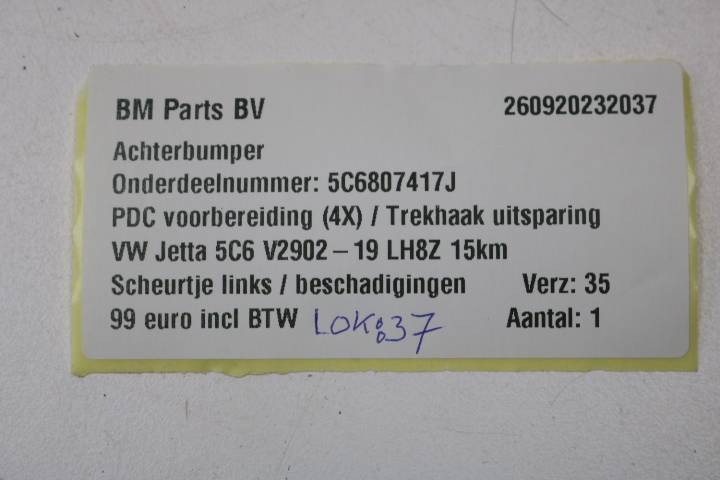 BM Parts BV 260920232037
Achterbumper
Onderdeelnummer: 5C6807417J
PDC voorbereiding (4X) / Trekhaak uitsparing
VW Jetta 5C6 V2902 – 19 LH8Z 15km
Scheurtje links / beschadigingen Verz: 35
99 euro incl BTW LOK:37 Aantal: 1